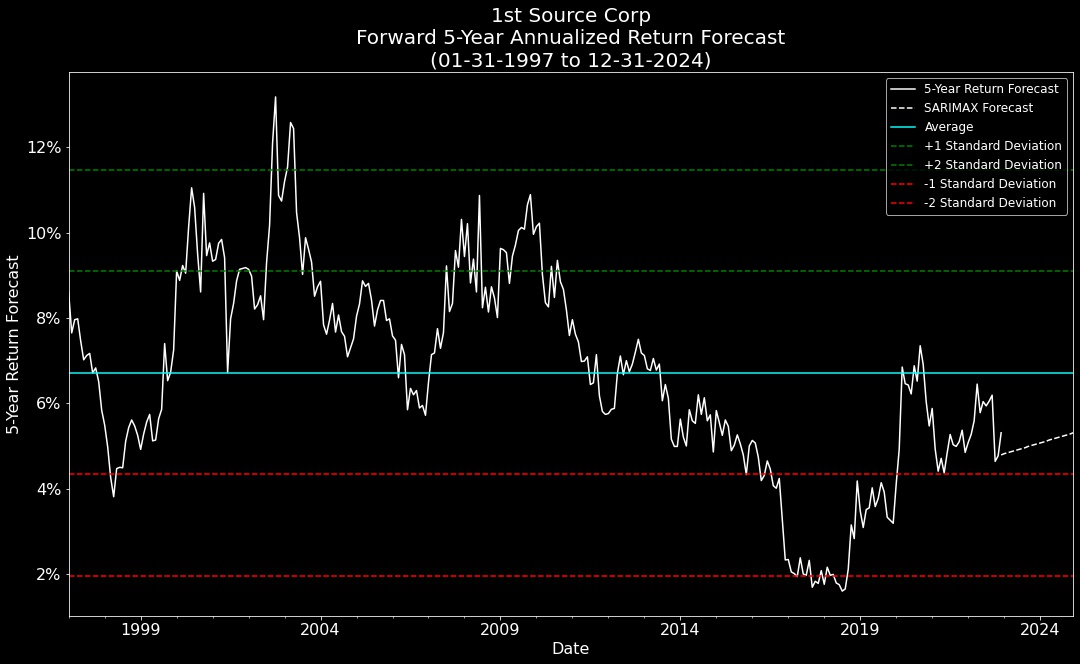 1st Source Corp
Forward 5-Year Annualized Return Forecast
(01-31-1997 to 12-31-2024)
5-Year Return Forecast
SARIMAX Forecast
Average
+1 Standard Deviation
+2 Standard Deviation
-1 Standard Deviation
-2 Standard Deviation
5-Year Return Forecast
12%
10%
8%
6%
4%
2%
1999
2004
2009
2014
2019
2024
Date